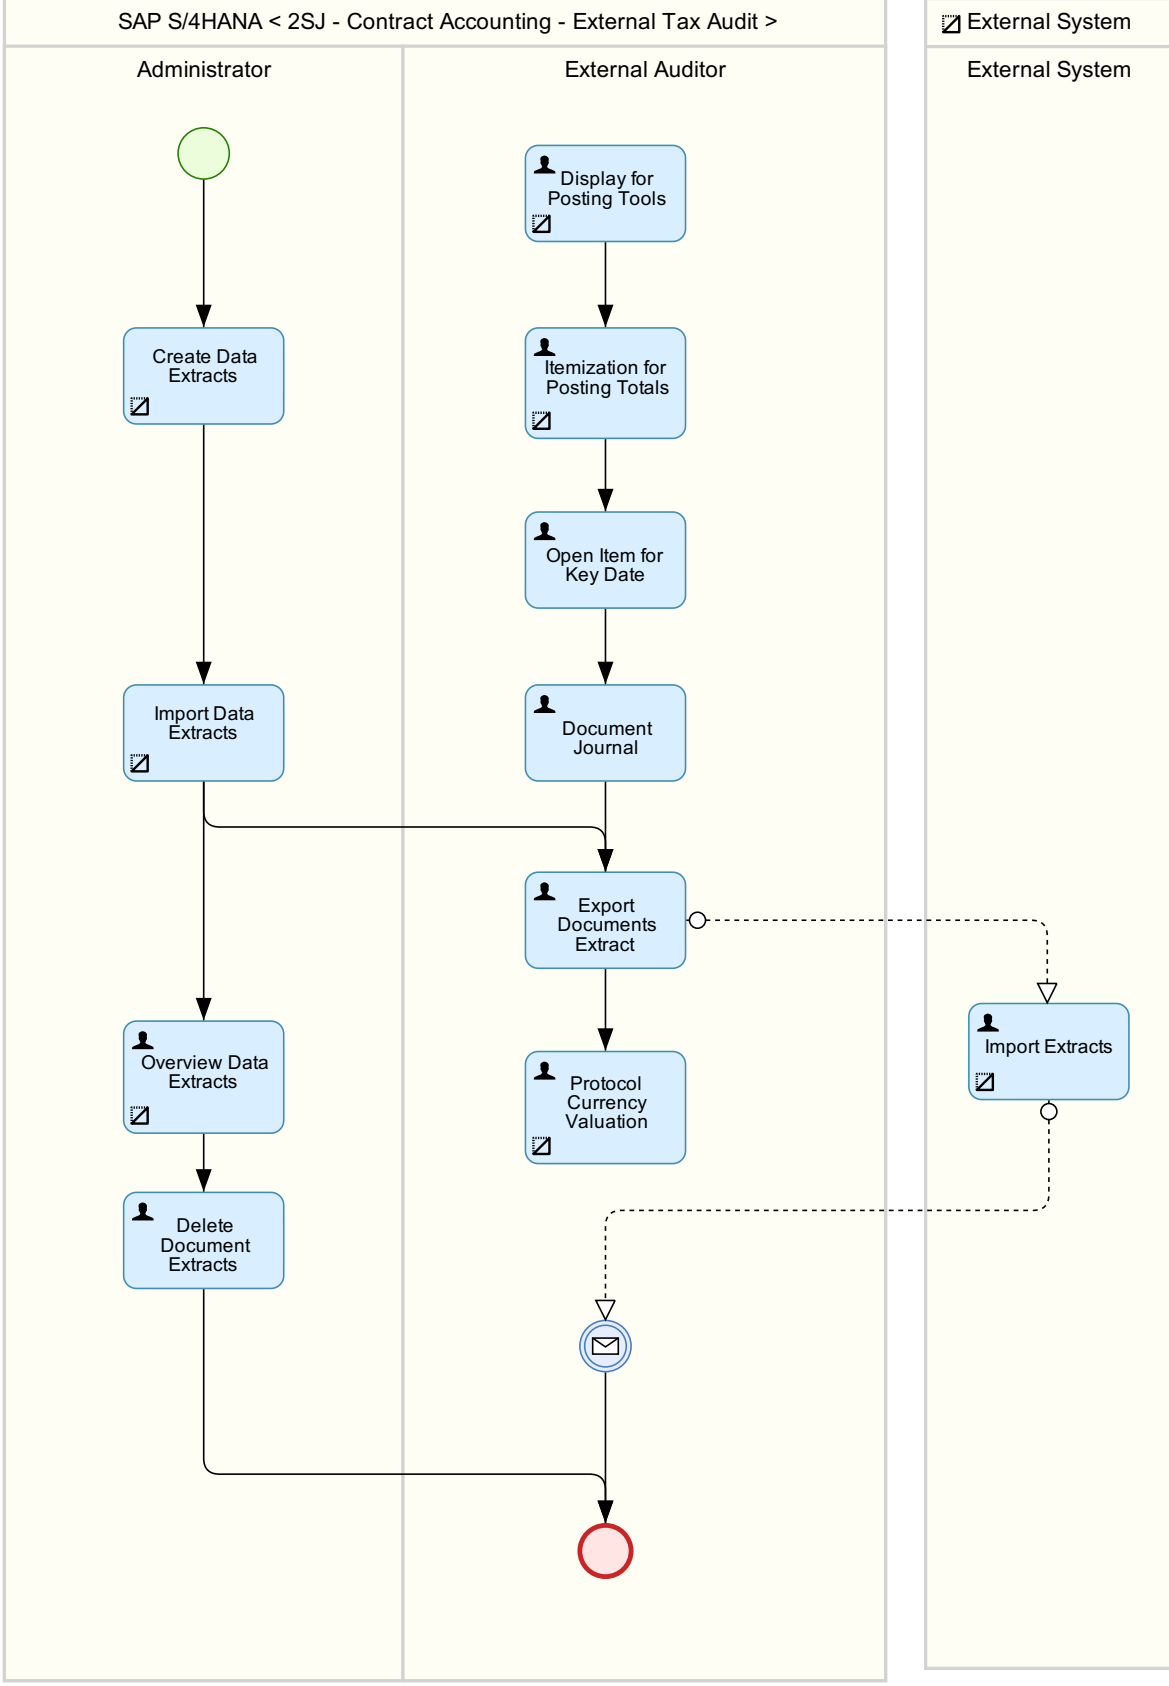 SAP S/4HANA < 2SJ - Contract Accounting - External Tax Audit >
External System
Administrator
External Auditor
External System
Display for
Posting Tools
Create Data
Extracts
Itemization for
Posting Totals
Open Item for
Key Date
Import Data
Extracts
Document
Journal
Export
Documents
Extract
Overview Data
Extracts
Protocol
Currency
Valuation
Import Extracts
Delete
Document
Extracts